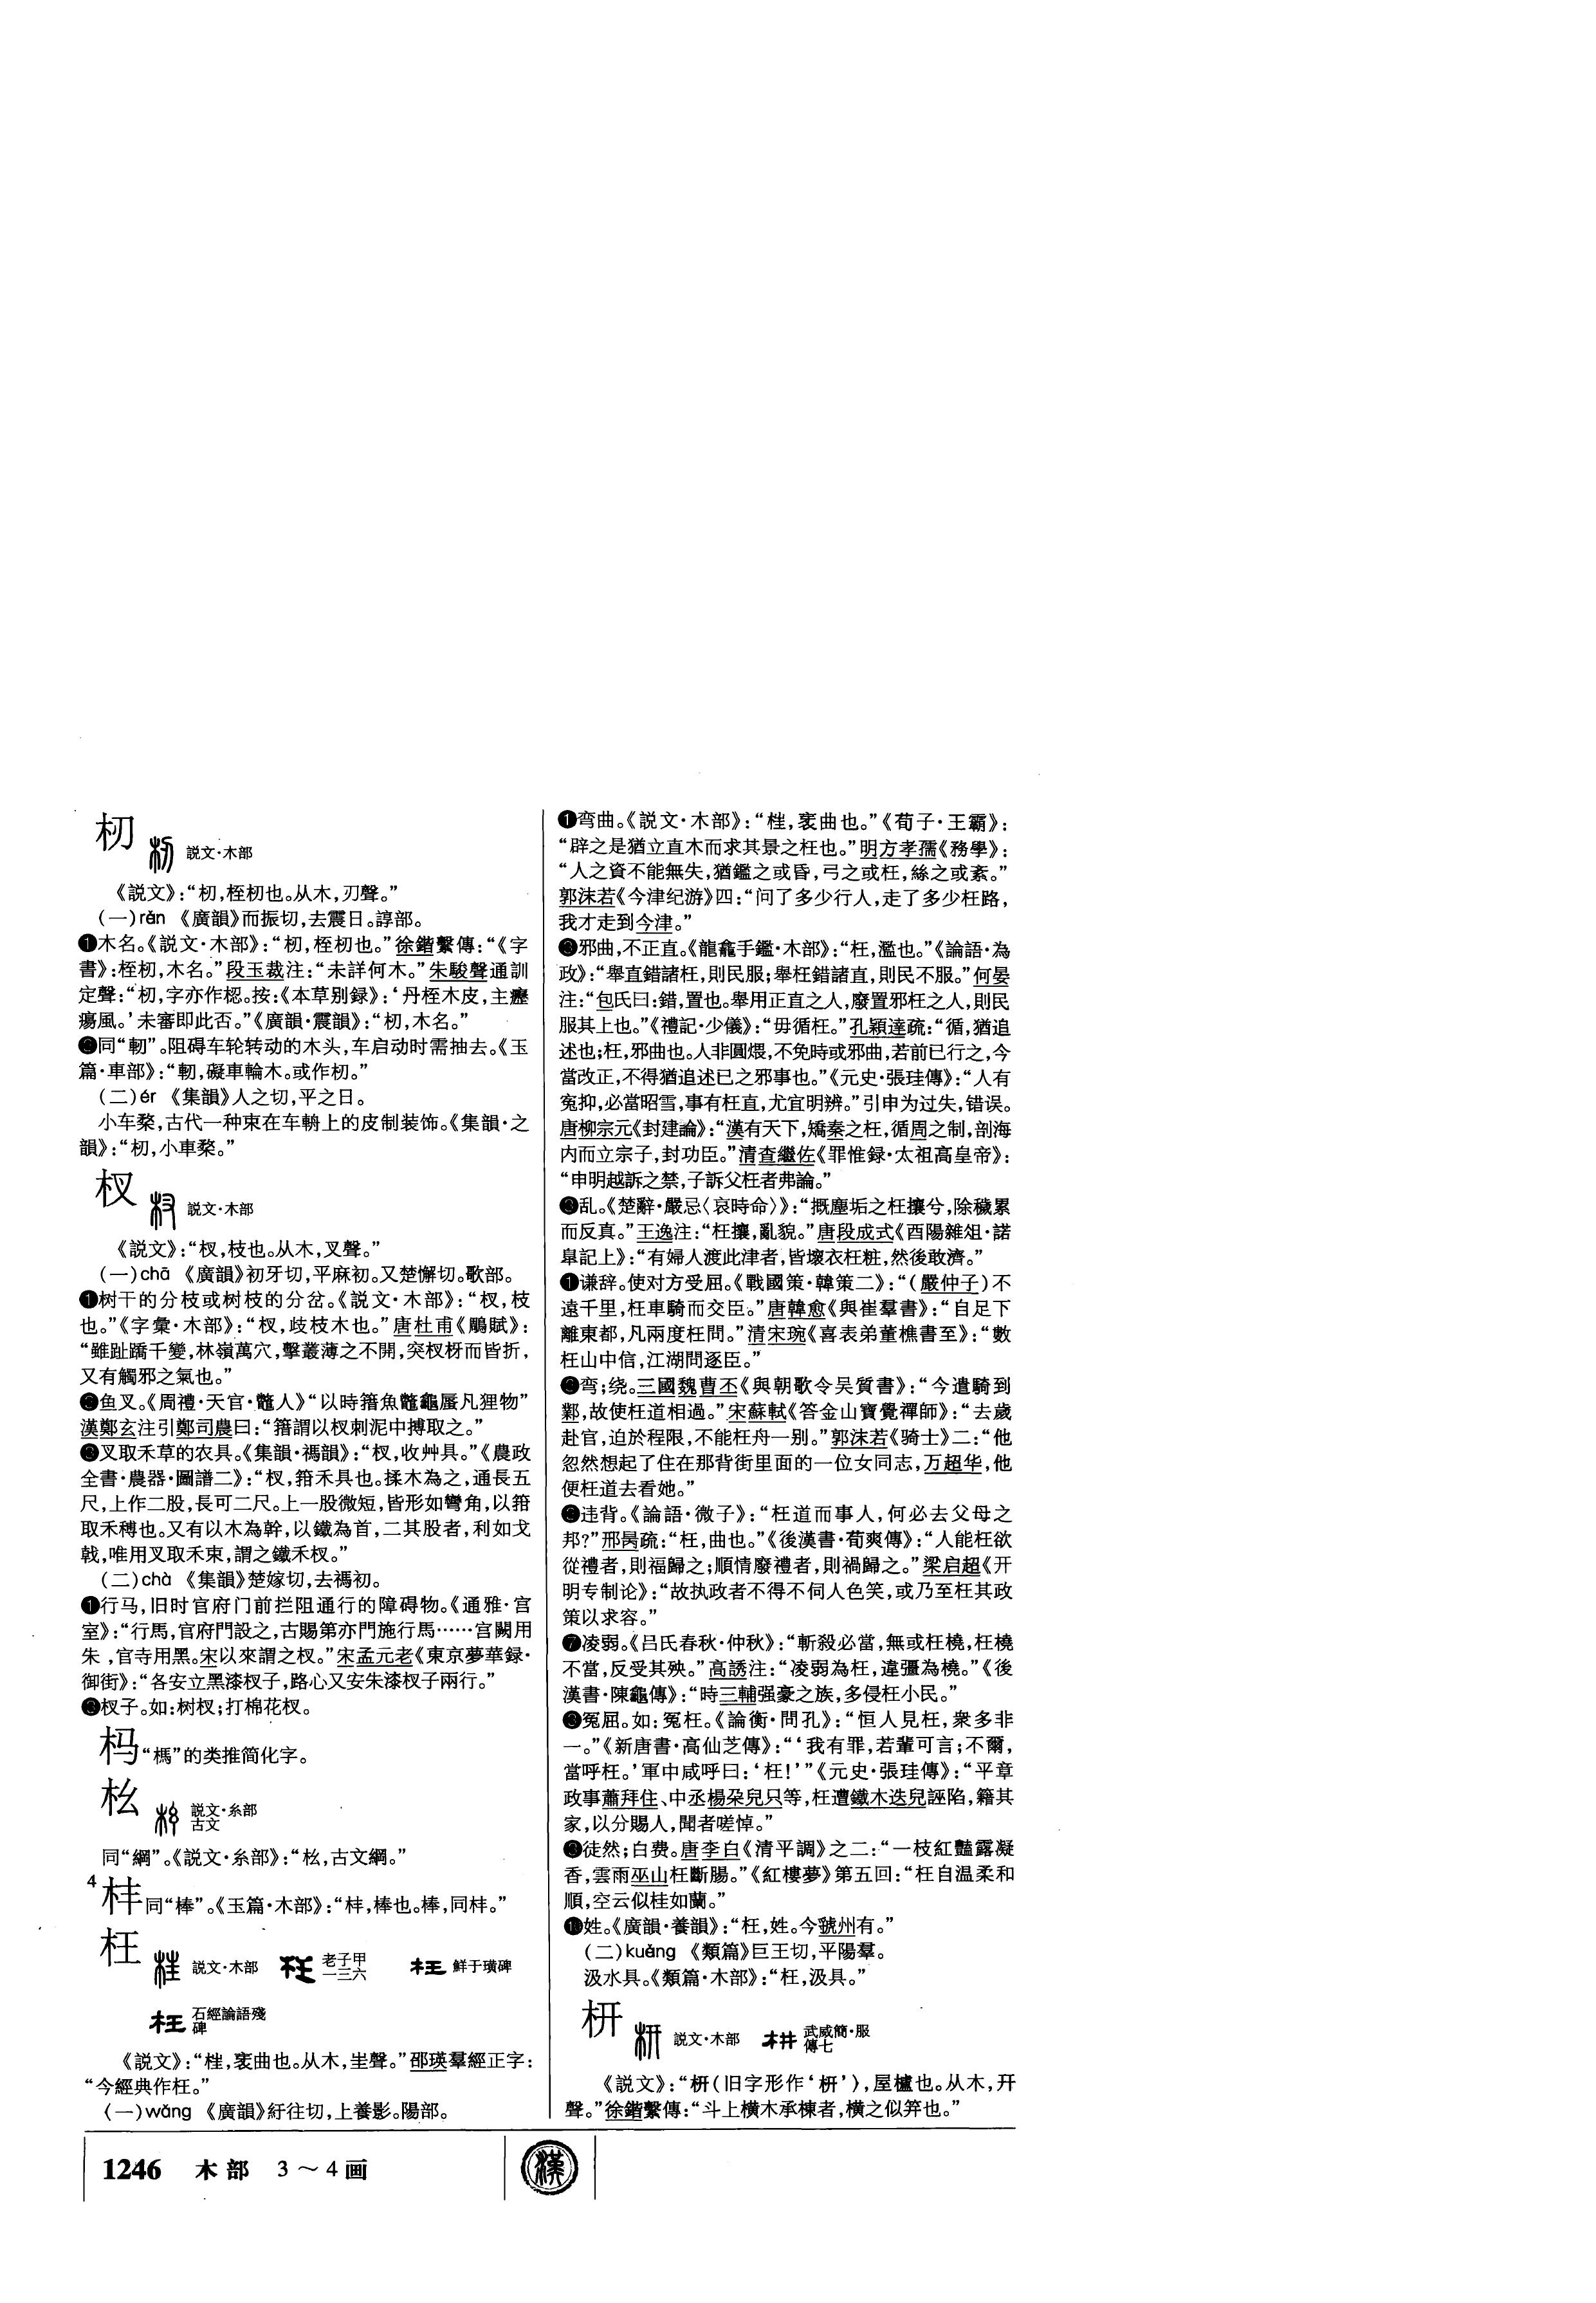 杒
説文·木部
《説文》：“杒，桎杒也。从木，刃聲。”
（一）rèn 《廣韻》而振切，去震日。諄部。
❶木名。《説文·木部》：“杒，桎杒也。”徐鍇繫傳：“《字
書》：桎杒，木名。”段玉裁注：“未詳何木。”朱駿聲通訓
定聲：“杒，字亦作梕。按：《本草别録》：‘丹桎木皮，主癧
瘍風。’未審即此否。”《廣韻·震韻》：“杒，木名。”
❷同“軔”。阻碍车轮转动的木头，车启动时需抽去。《玉
篇·車部》：“軔，礙車輪木。或作杒。”
（二）ér 《集韻》人之切，平之日。
小车楘，古代一种束在车輈上的皮制装饰。《集韻·之
韻》：“杒，小車楘。”
杈
説文·木部
《説文》：“杈，枝也。从木，叉聲。”
（一）chā 《廣韻》初牙切，平麻初。又楚懈切。歌部。
❶树干的分枝或树枝的分岔。《説文·木部》：“杈，枝
也。”《字彙·木部》：“杈，歧枝木也。”唐杜甫《鵰賦》：
“雖趾蹻千變，林嶺萬穴，擊叢薄之不開，突杈枒而皆折，
又有觸邪之氣也。”
❷鱼叉。《周禮·天官·鼈人》“以時簎魚鼈龜蜃凡貍物”
漢鄭玄注引鄭司農曰：“簎謂以杈刺泥中搏取之。”
❸叉取禾草的农具。《集韻·禡韻》：“杈，收艸具。”《農政
全書·農器·圖譜二》：“杈，箝禾具也。揉木為之，通長五
尺，上作二股，長可二尺。上一股微短，皆形如彎角，以箝
取禾䅭也。又有以木為幹，以鐵為首，二其股者，利如戈
戟，唯用叉取禾束，謂之鐵禾杈。”
（二）chà 《集韻》楚嫁切，去禡初。
❶行马，旧时官府门前拦阻通行的障碍物。《通雅·宫
室》：“行馬，官府門設之，古賜第亦門施行馬……宫闕用
朱，官寺用黑。宋以來謂之杈。”宋孟元老《東京夢華録·
御街》：“各安立黑漆杈子，路心又安朱漆杈子兩行。”
❷杈子。如：树杈；打棉花杈。
杩“榪”的类推简化字。
杺
説文·糸部
古文
同“綱”。《説文·糸部》：“，古文綱。”
4
㭋同“棒”。《玉篇·木部》：“㭋，棒也。棒，同㭋。”
枉
説文·木部 老子甲
一三六 鮮于璜碑
石經論語殘
碑
《説文》：“桂，衺曲也。从木，㞷聲。”邵瑛羣經正字：
“今經典作枉。”
（一）wǎng 《廣韻》紆往切，上養影。陽部。
❶弯曲。《説文·木部》：“桂，衺曲也。”《荀子·王霸》：
“辟之是猶立直木而求其景之枉也。”明方孝孺《務學》：
“人之資不能無失，猶鑑之或昏，弓之或枉，絲之或紊。”
郭沫若《今津纪游》四：“问了多少行人，走了多少枉路，
我才走到今津。”
❷邪曲，不正直。《龍龕手鑑·木部》：“枉，濫也。”《論語·為
政》：“舉直錯諸枉，則民服；舉枉錯諸直，則民不服。”何晏
注：“包氏曰：錯，置也。舉用正直之人，廢置邪枉之人，則民
服其上也。”《禮記·少儀》：“毋循枉。”孔穎達疏：“循，猶追
述也；枉，邪曲也。人非圓煨，不免時或邪曲，若前已行之，今
當改正，不得猶追述已之邪事也。”《元史·張珪傳》：“人有
寃抑，必當昭雪，事有枉直，尤宜明辨。”引申为过失，错误。
唐柳宗元《封建論》：“漢有天下，矯秦之枉，循周之制，剖海
内而立宗子，封功臣。”清查繼佐《罪惟録·太祖高皇帝》：
“申明越訴之禁，子訴父枉者弗論。”
❸乱。《楚辭·嚴忌〈哀時命〉》：“摡塵垢之枉攘兮，除穢累
而反真。”王逸注：“枉攘，亂貌。”唐段成式《酉陽雜俎·諾
臯記上》：“有婦人渡此津者，皆壞衣枉粧，然後敢濟。”
❹谦辞。使对方受屈。《戰國策·韓策二》：“（嚴仲子）不
遠千里，枉車騎而交臣。”唐韓愈《與崔羣書》：“自足下
離東都，凡兩度枉問。”清宋琬《喜表弟董樵書至》：“數
枉山中信，江湖問逐臣。”
❺弯；绕。三國魏曹丕《與朝歌令吴質書》：“今遣騎到
鄴，故使枉道相過。”宋蘇軾《答金山寶覺禪師》：“去歲
赴官，迫於程限，不能枉舟一别。”郭沫若《骑士》二：“他
忽然想起了住在那背街里面的一位女同志，万超华，他
便枉道去看她。”
❻违背。《論語·微子》：“枉道而事人，何必去父母之
邦？”邢昺疏：“枉，曲也。”《後漢書·荀爽傳》：“人能枉欲
從禮者，則福歸之；順情廢禮者，則禍歸之。”梁启超《开
明专制论》：“故执政者不得不伺人色笑，或乃至枉其政
策以求容。”
❼凌弱。《吕氏春秋·仲秋》：“斬殺必當，無或枉橈，枉橈
不當，反受其殃。”高誘注：“凌弱為枉，違彊為橈。”《後
漢書·陳龜傳》：“時三輔强豪之族，多侵枉小民。”
❽冤屈。如：冤枉。《論衡·問孔》：“恒人見枉，衆多非
一。”《新唐書·高仙芝傳》：“‘我有罪，若輩可言；不爾，
當呼枉。’軍中咸呼曰：‘枉！’”《元史·張珪傳》：“平章
政事蕭拜住、中丞楊朶兒只等，枉遭鐵木迭兒誣陷，籍其
家，以分賜人，聞者嗟悼。”
❾徒然；白费。唐李白《清平調》之二：“一枝紅豔露凝
香，雲雨巫山枉斷腸。”《紅樓夢》第五回：“枉自温柔和
順，空云似桂如蘭。”
❿姓。《廣韻·養韻》：“枉，姓。今虢州有。”
（二）kuǎng 《類篇》巨王切，平陽羣。
汲水具。《類篇·木部》：“枉，汲具。”
枅
説文·木部 武威簡·服
傳七
《説文》：“枅（旧字形作‘枅’），屋櫨也。从木，幵
聲。”徐鍇繫傳：“斗上横木承棟者，横之似笄也。”
1246 木部 3～4画
漢